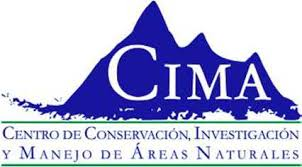 CIMA
CENTRO DE CONSERVACIÓN, INVESTIGACIÓN
Y MANEJO DE ÁREAS NATURALES